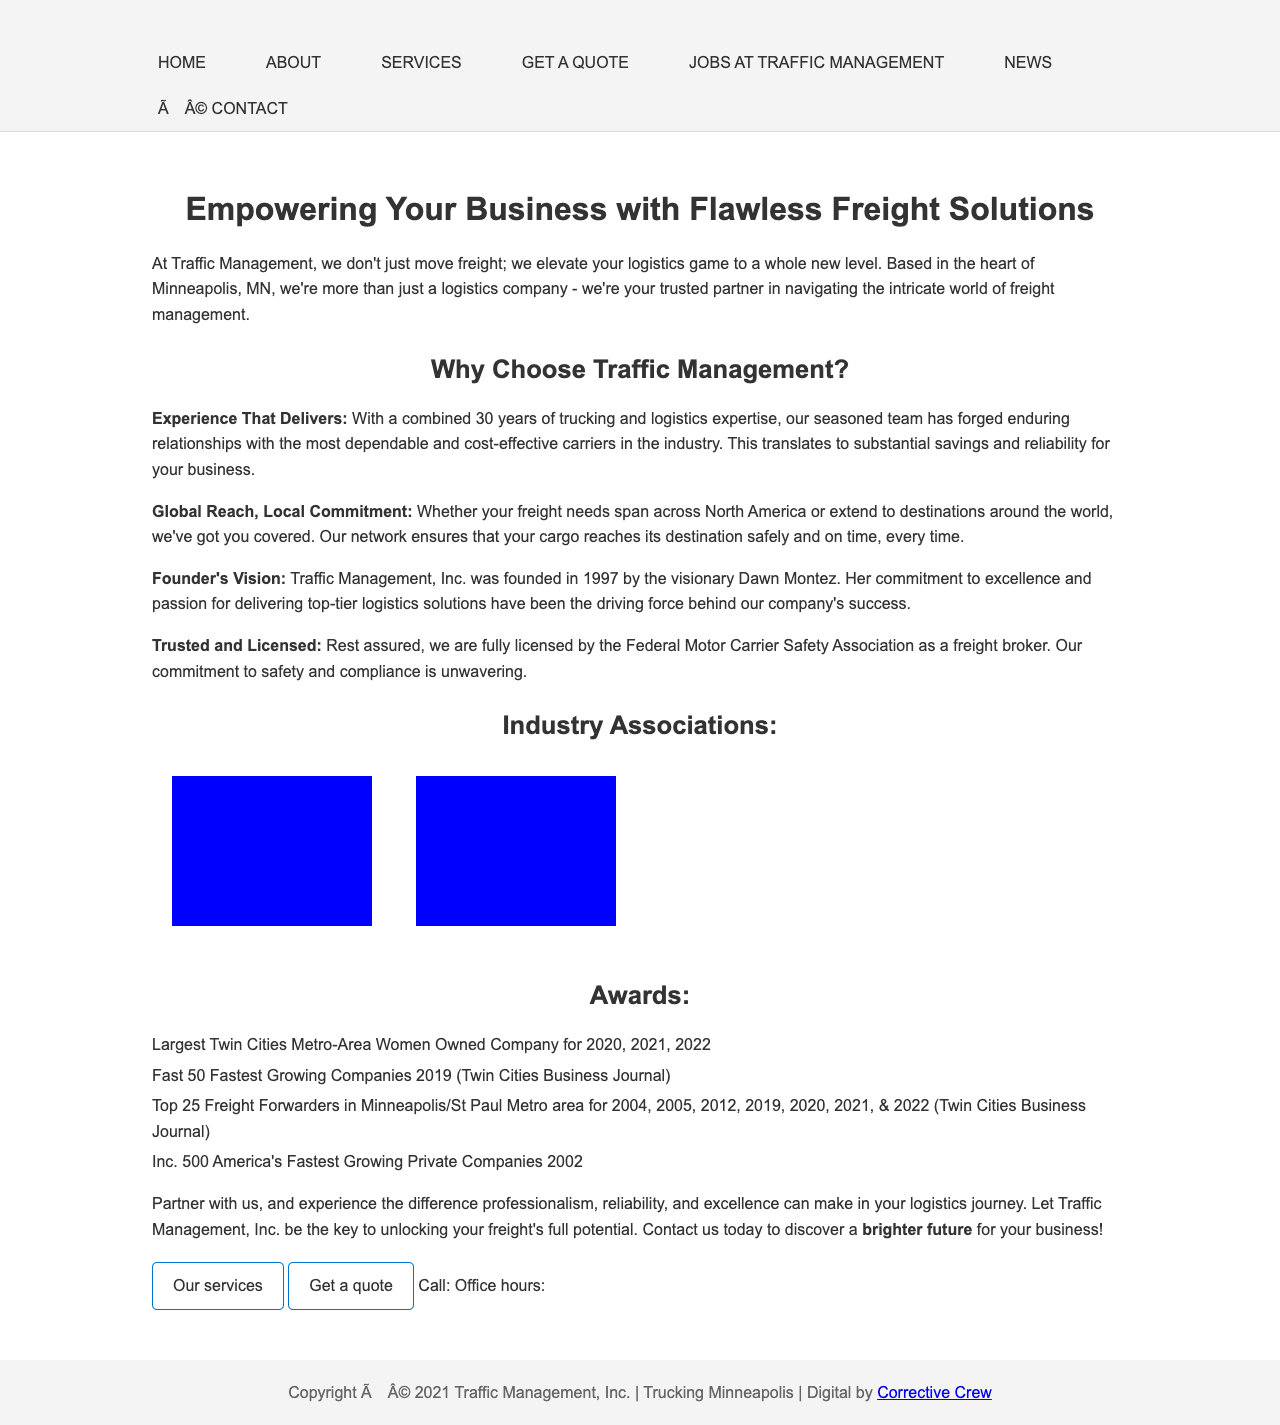 HOME ABOUT SERVICES GET A QUOTE JOBS AT TRAFFIC MANAGEMENT NEWS
Ã Â© CONTACT
Empowering Your Business with Flawless Freight Solutions
At Traffic Management, we don't just move freight; we elevate your logistics game to a whole new level. Based in the heart of
Minneapolis, MN, we're more than just a logistics company - we're your trusted partner in navigating the intricate world of freight
management.
Why Choose Traffic Management?
Experience That Delivers: With a combined 30 years of trucking and logistics expertise, our seasoned team has forged enduring
relationships with the most dependable and cost-effective carriers in the industry. This translates to substantial savings and reliability for
your business.
Global Reach, Local Commitment: Whether your freight needs span across North America or extend to destinations around the world,
we've got you covered. Our network ensures that your cargo reaches its destination safely and on time, every time.
Founder's Vision: Traffic Management, Inc. was founded in 1997 by the visionary Dawn Montez. Her commitment to excellence and
passion for delivering top-tier logistics solutions have been the driving force behind our company's success.
Trusted and Licensed: Rest assured, we are fully licensed by the Federal Motor Carrier Safety Association as a freight broker. Our
commitment to safety and compliance is unwavering.
Industry Associations:
Awards:
Largest Twin Cities Metro-Area Women Owned Company for 2020, 2021, 2022
Fast 50 Fastest Growing Companies 2019 (Twin Cities Business Journal)
Top 25 Freight Forwarders in Minneapolis/St Paul Metro area for 2004, 2005, 2012, 2019, 2020, 2021, & 2022 (Twin Cities Business
Journal)
Inc. 500 America's Fastest Growing Private Companies 2002
Partner with us, and experience the difference professionalism, reliability, and excellence can make in your logistics journey. Let Traffic
Management, Inc. be the key to unlocking your freight's full potential. Contact us today to discover a brighter future for your business!
Our services Get a quote Call: Office hours:
Copyright Ã Â© 2021 Traffic Management, Inc. | Trucking Minneapolis | Digital by Corrective Crew